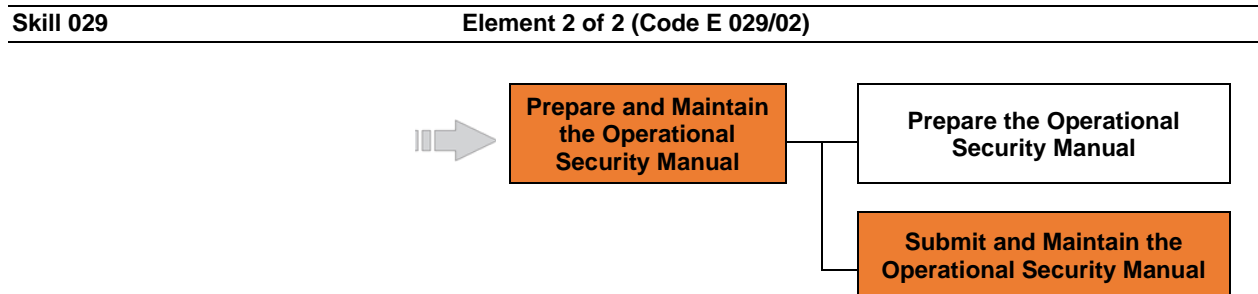 Skill 029 Element 2 of 2 (Code E 029/02)
Prepare and Maintain
the Operational
Security Manual
Prepare the Operational
Security Manual
Submit and Maintain the
Operational Security Manual